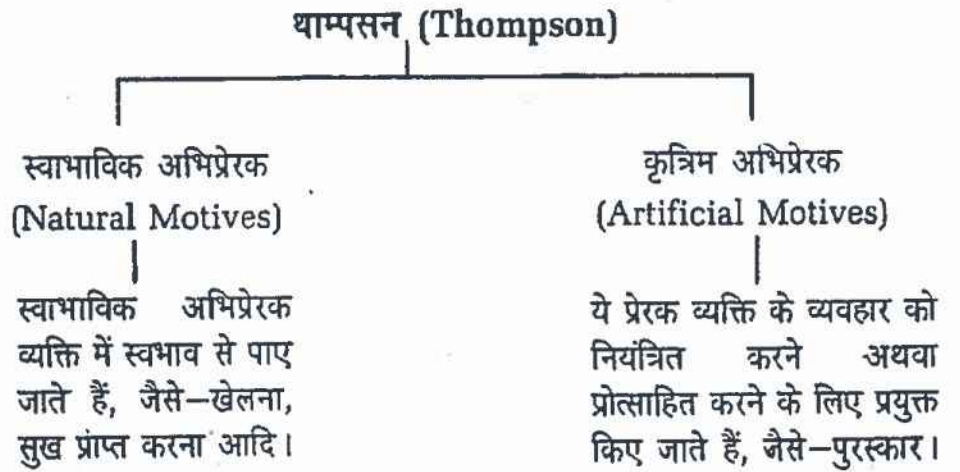 थाम्पसन (Thompson)
स्वाभाविक अभिप्रेरक
(Natural Motives)
स्वाभाविक अभिप्रेरक
व्यक्ति में स्वभाव से पाए
जाते हैं, जैसे–खेलना,
सुख प्राप्त करना आदि।
कृत्रिम अभिप्रेरक
(Artificial Motives)
ये प्रेरक व्यक्ति के व्यवहार को
नियंत्रित करने अथवा
प्रोत्साहित करने के लिए प्रयुक्त
किए जाते हैं, जैसे–पुरस्कार।